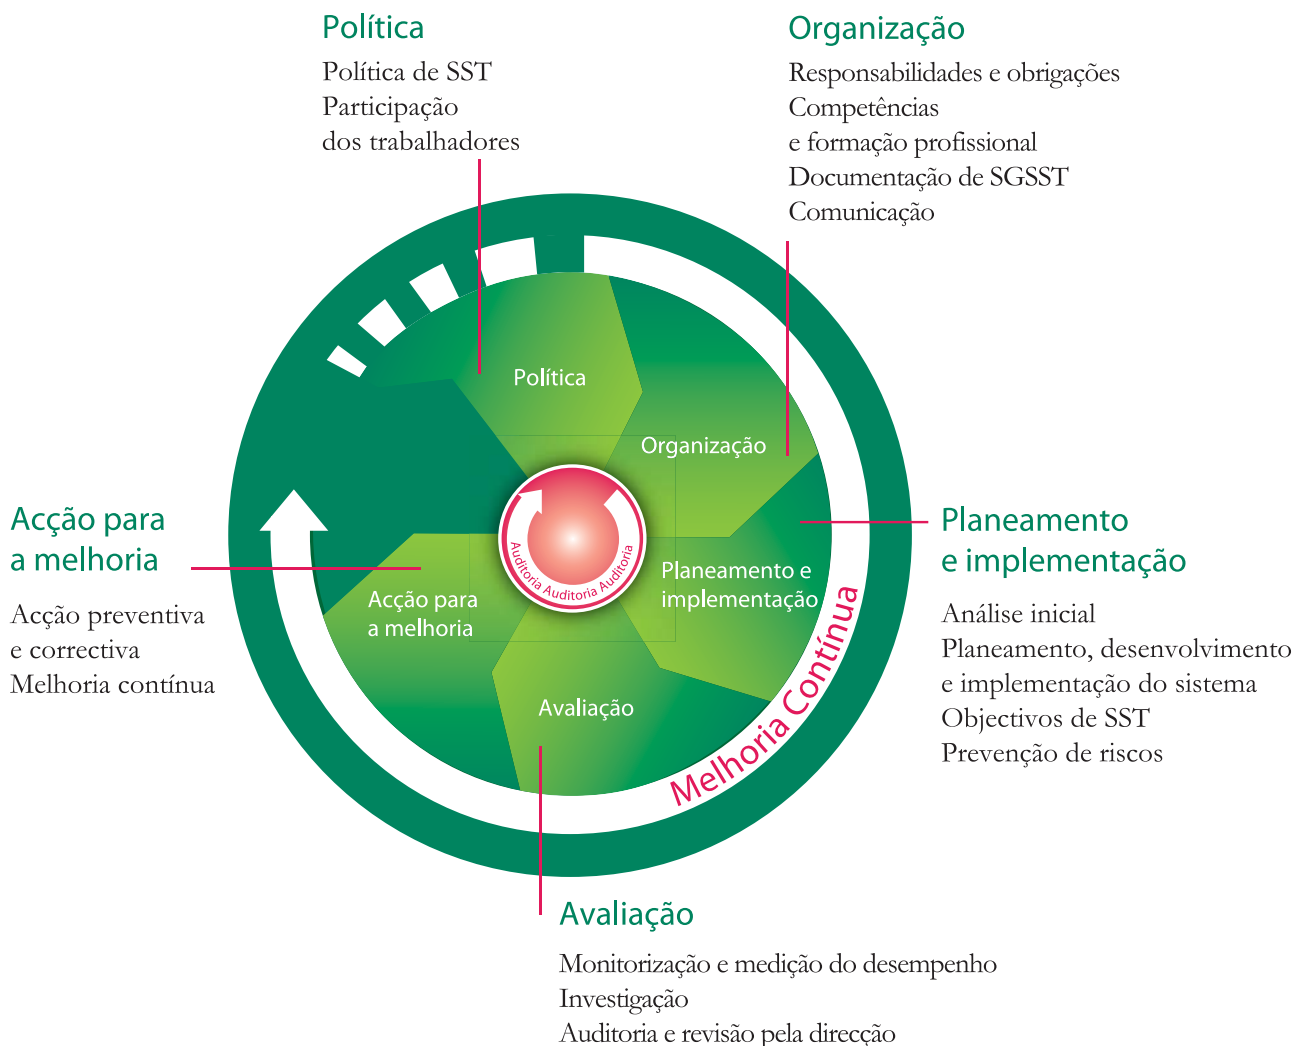 Política
Política de SST
Participação
dos trabalhadores
Organização
Responsabilidades e obrigações
Competências
e formação profissional
Documentação de SGSST
Comunicação
Política
Organização
Planeamento e
implementação
Avaliação
Acção para
a melhoria
Auditoria Auditoria Auditoria
Melhoria Contínua
Acção para
a melhoria
Acção preventiva
e correctiva
Melhoria contínua
Planeamento
e implementação
Análise inicial
Planeamento, desenvolvimento
e implementação do sistema
Objectivos de SST
Prevenção de riscos
Avaliação
Monitorização e medição do desempenho
Investigação
Auditoria e revisão pela direcção